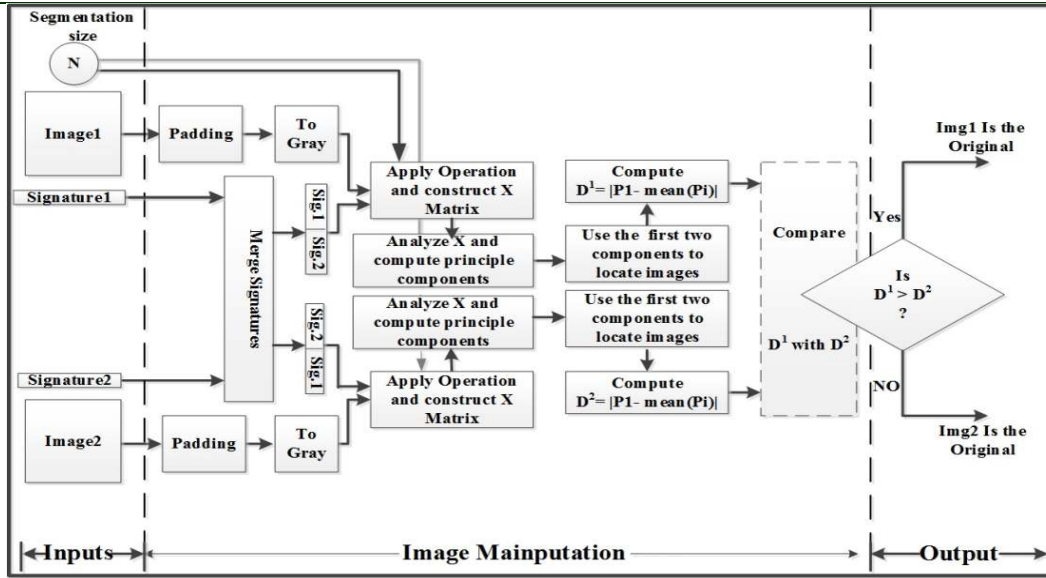 Segmentation
size
N
Image1
Padding
To
Gray
Signature1
Merge Signatures
Sig.1
Sig.2
Apply Operation
and construct X
Matrix
Analyze X and
compute principle
components
Use the first two
components to
locate images
Compute
D¹= |P1- mean(Pi)|
Analyze X and
compute principle
components
Use the first two
components to
locate images
Compute
D²= |P1- mean(Pi)|
Sig.2
Sig.1
Apply Operation
and construct X
Matrix
Signature2
Image2
Padding
To
Gray
Compare
D¹ with D²
Is
D¹ > D²
?
Yes
Img1 Is the
Original
NO
Img2 Is the
Original
Inputs
Image Mainputation
Output